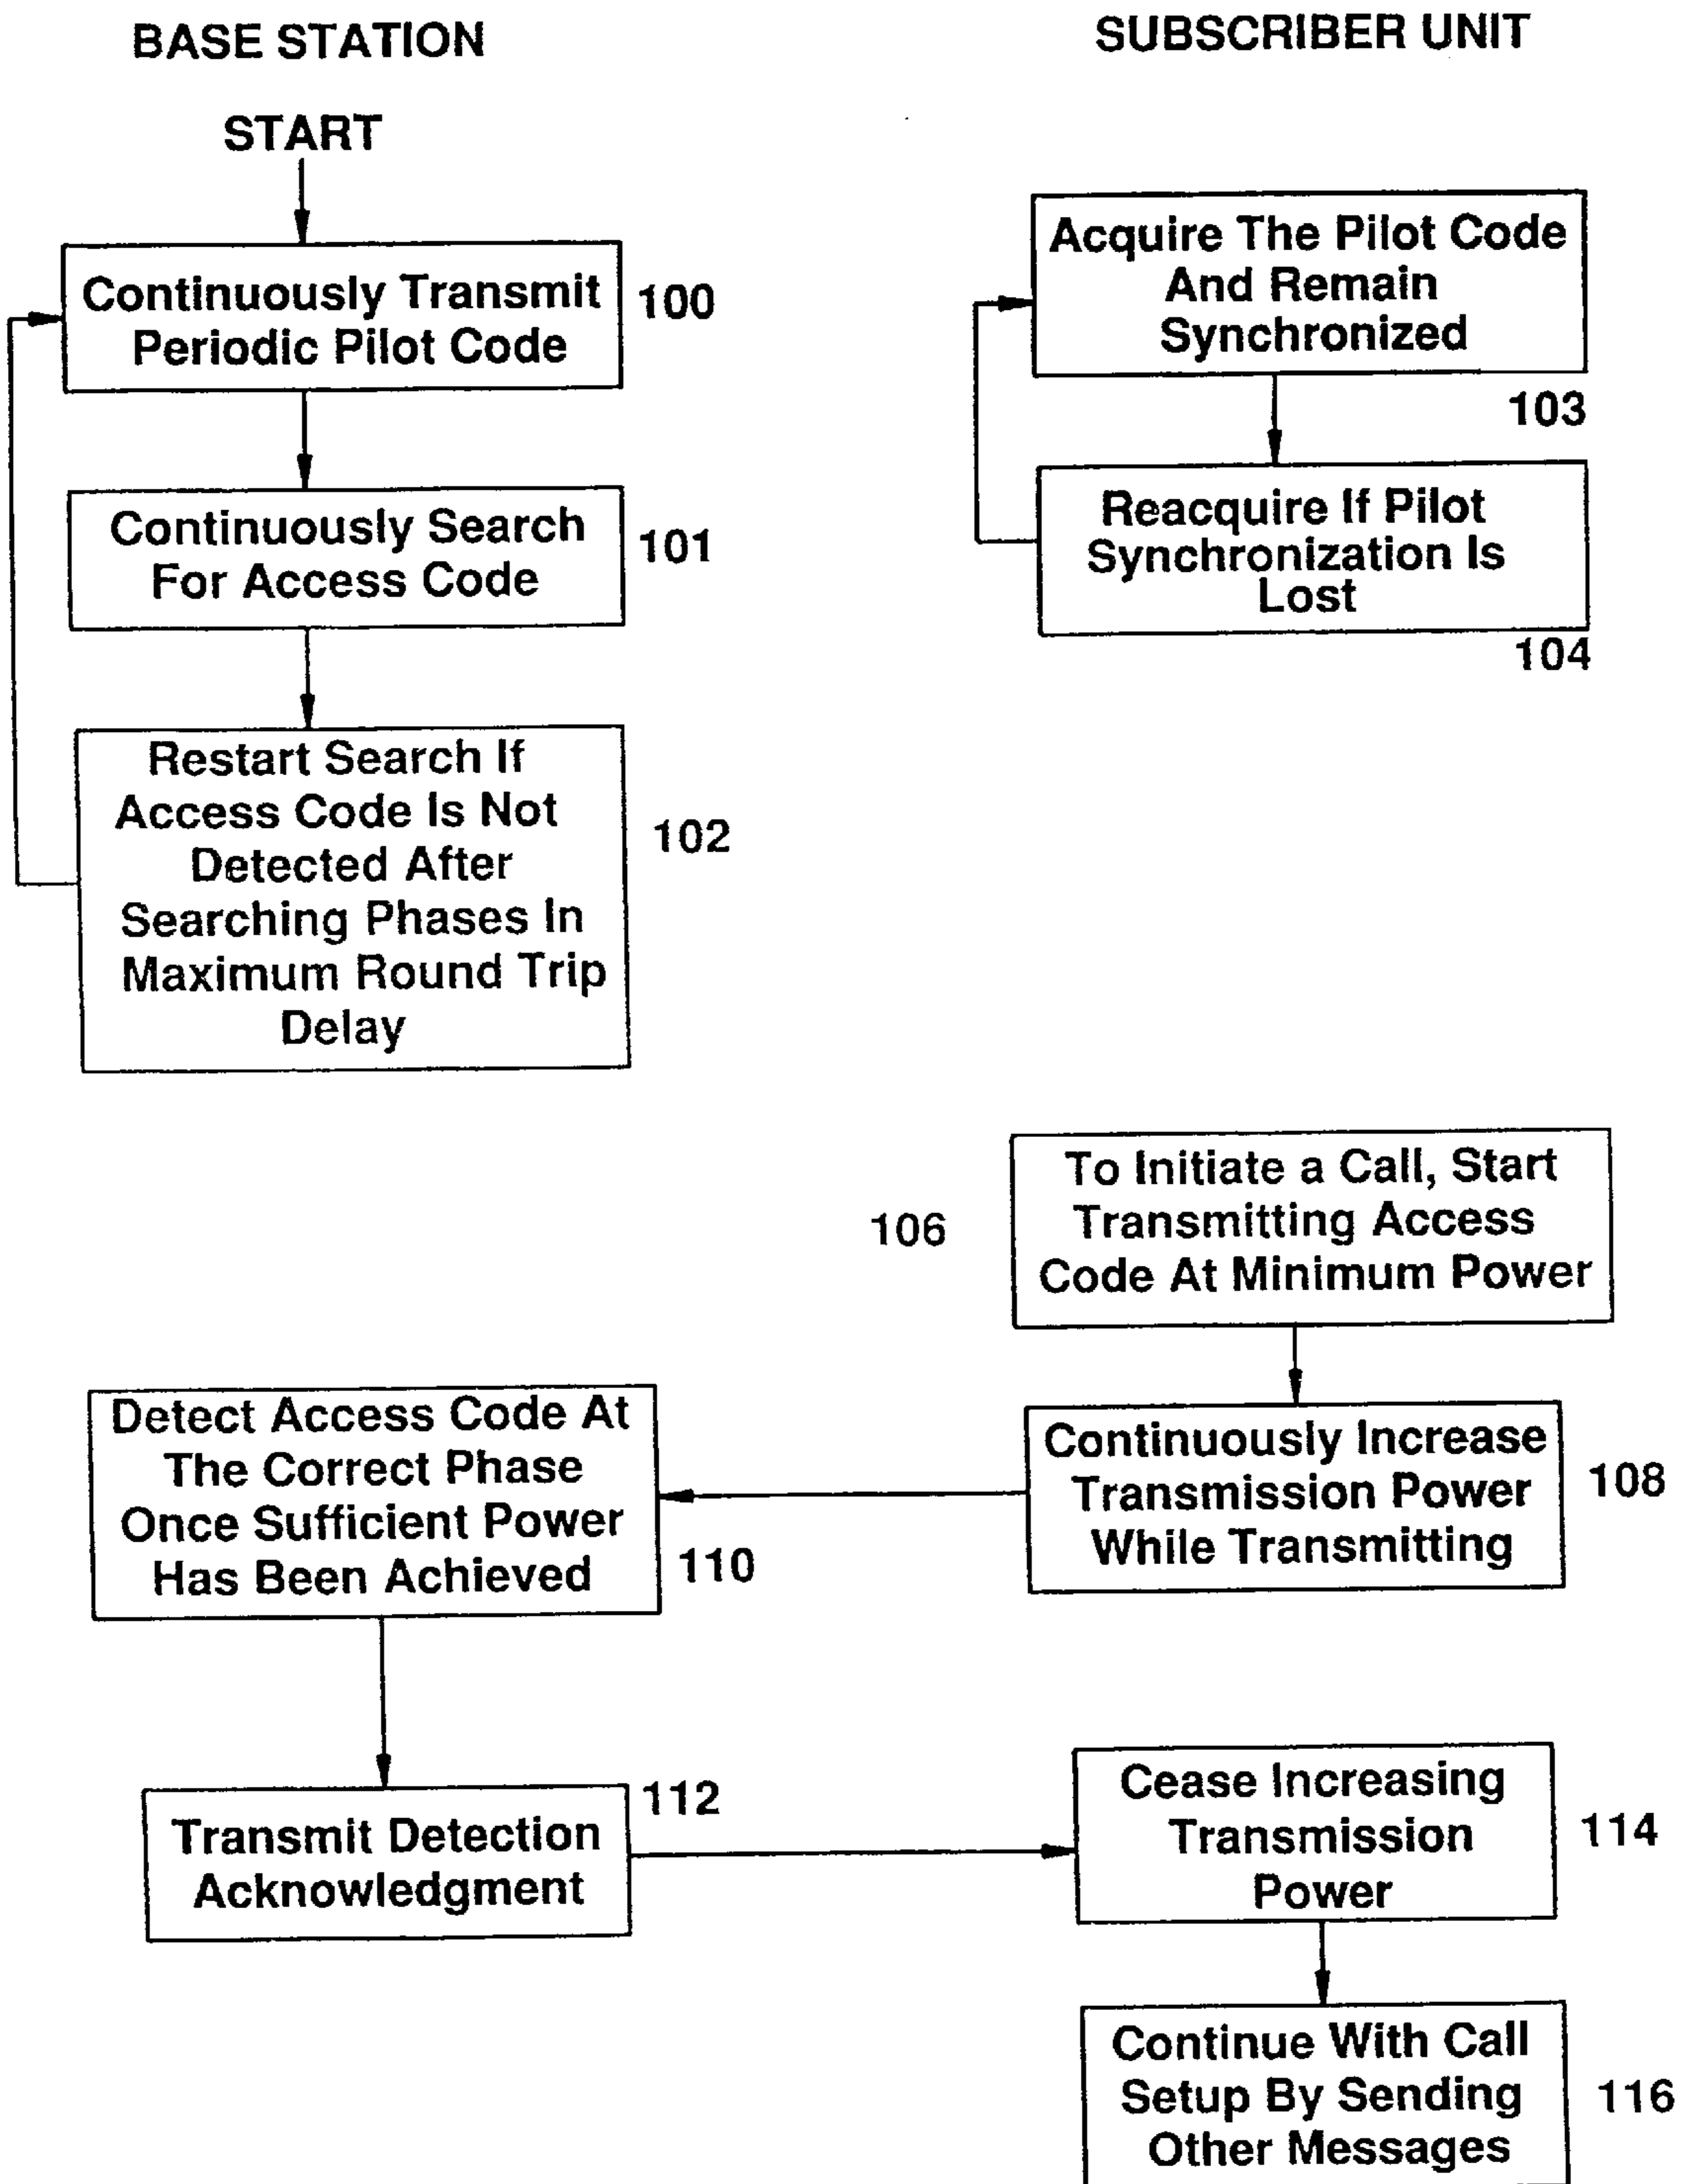 BASE STATION
START
Continuously Transmit
Periodic Pilot Code
100
Continuously Search
For Access Code
101
Restart Search If
Access Code Is Not
Detected After
Searching Phases In
Maximum Round Trip
Delay
102
SUBSCRIBER UNIT
Acquire The Pilot Code
And Remain
Synchronized
103
Reacquire If Pilot
Synchronization Is
Lost
104
106
To Initiate a Call, Start
Transmitting Access
Code At Minimum Power
Continuously Increase
Transmission Power
While Transmitting
108
Detect Access Code At
The Correct Phase
Once Sufficient Power
Has Been Achieved
110
Transmit Detection
Acknowledgment
112
Cease Increasing
Transmission
Power
114
Continue With Call
Setup By Sending
Other Messages
116